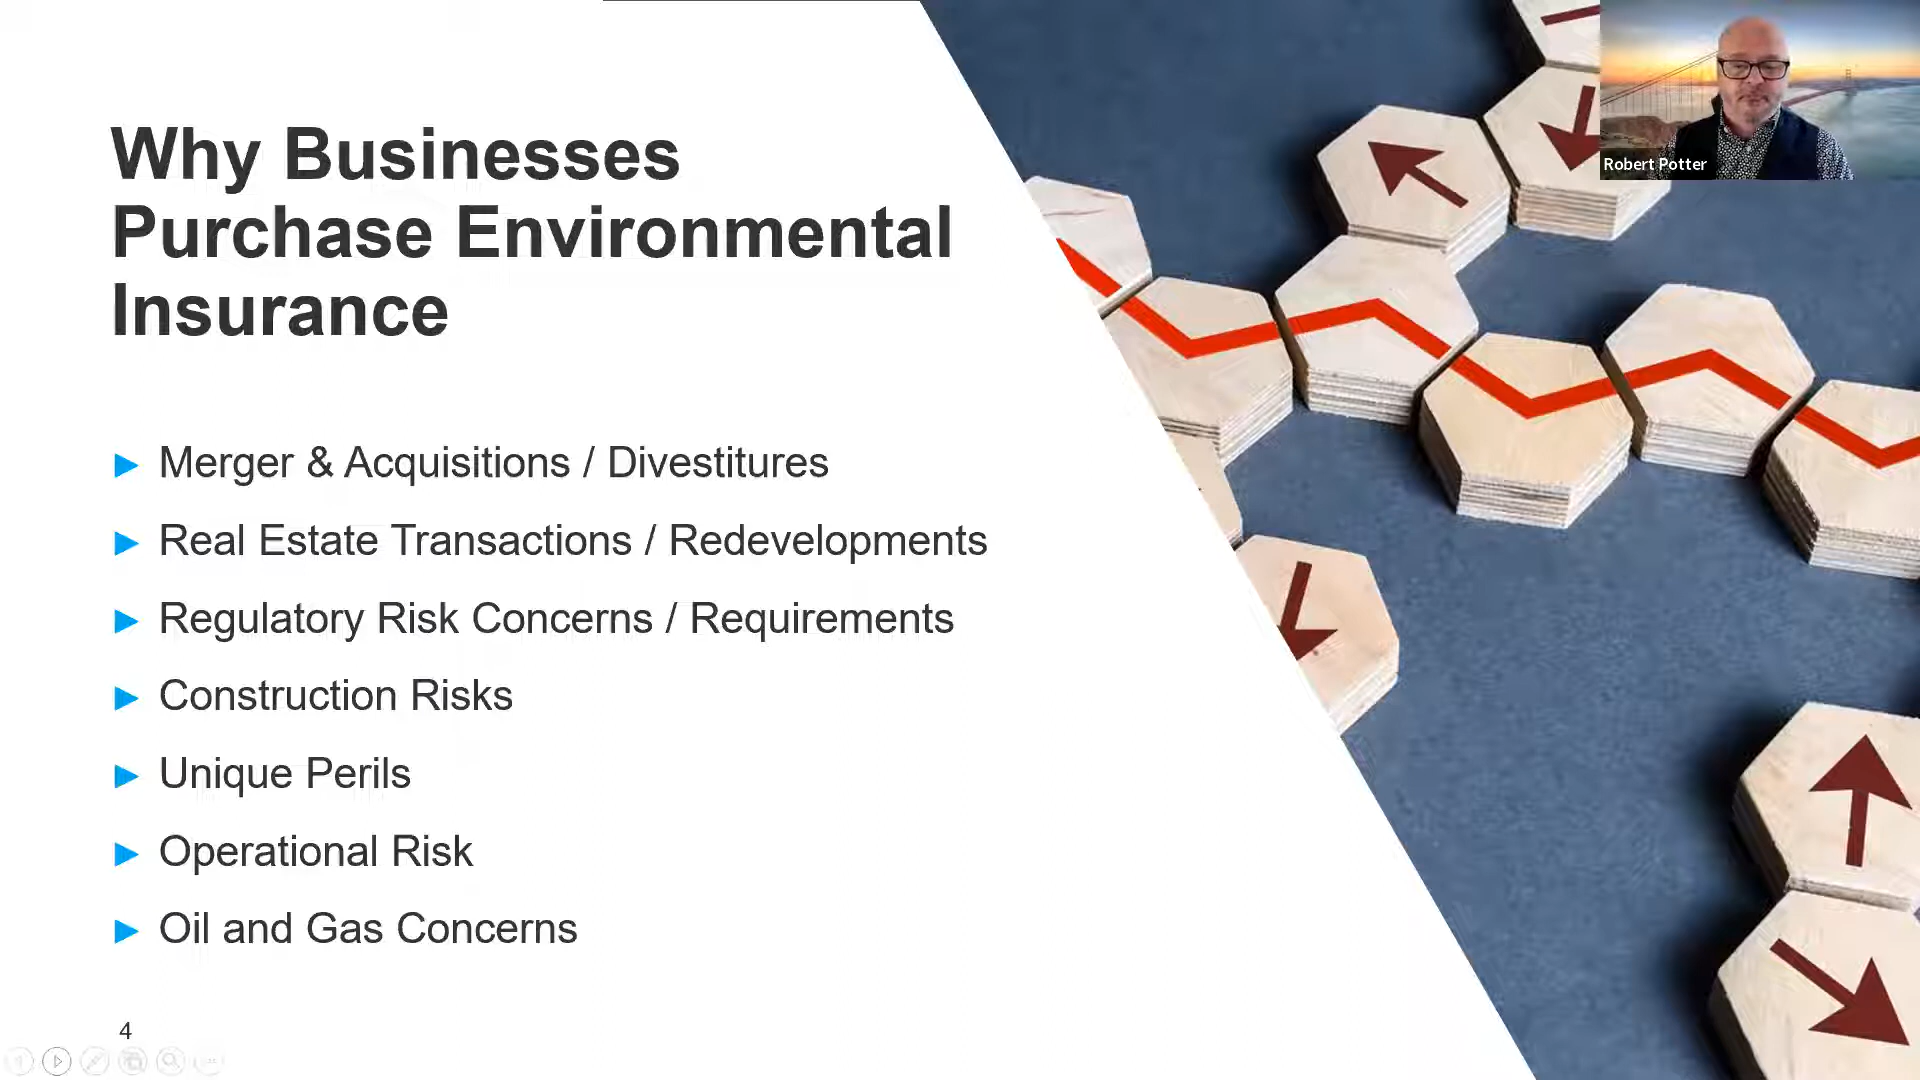 Why Businesses
Purchase Environmental
Insurance
Merger & Acquisitions / Divestitures
Real Estate Transactions / Redevelopments
Regulatory Risk Concerns / Requirements
Construction Risks
Unique Perils
Operational Risk
Oil and Gas Concerns
4
Robert Potter